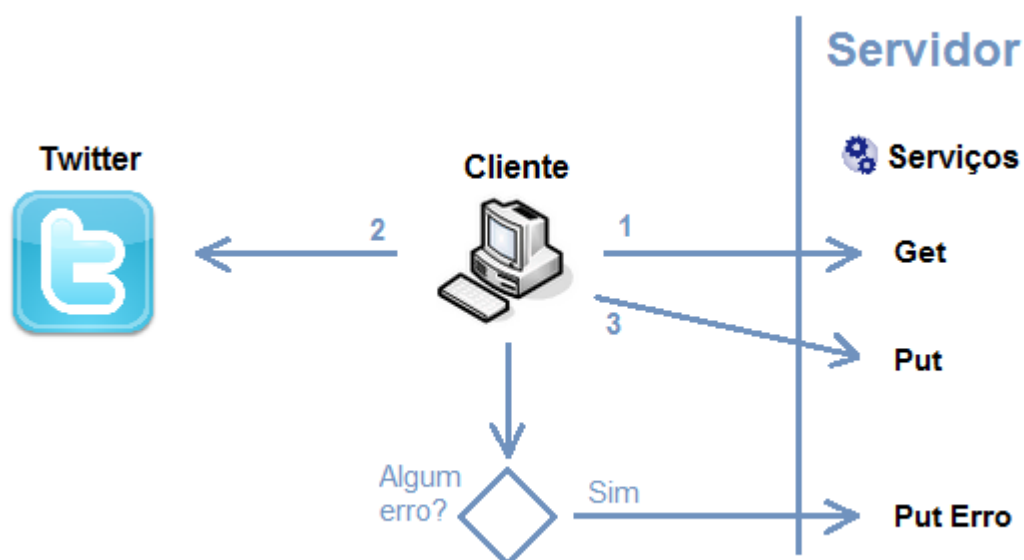 Servidor
Twitter
Cliente
Serviços
2
1
Get
3
Put
Algum
erro?
Sim
Put Erro